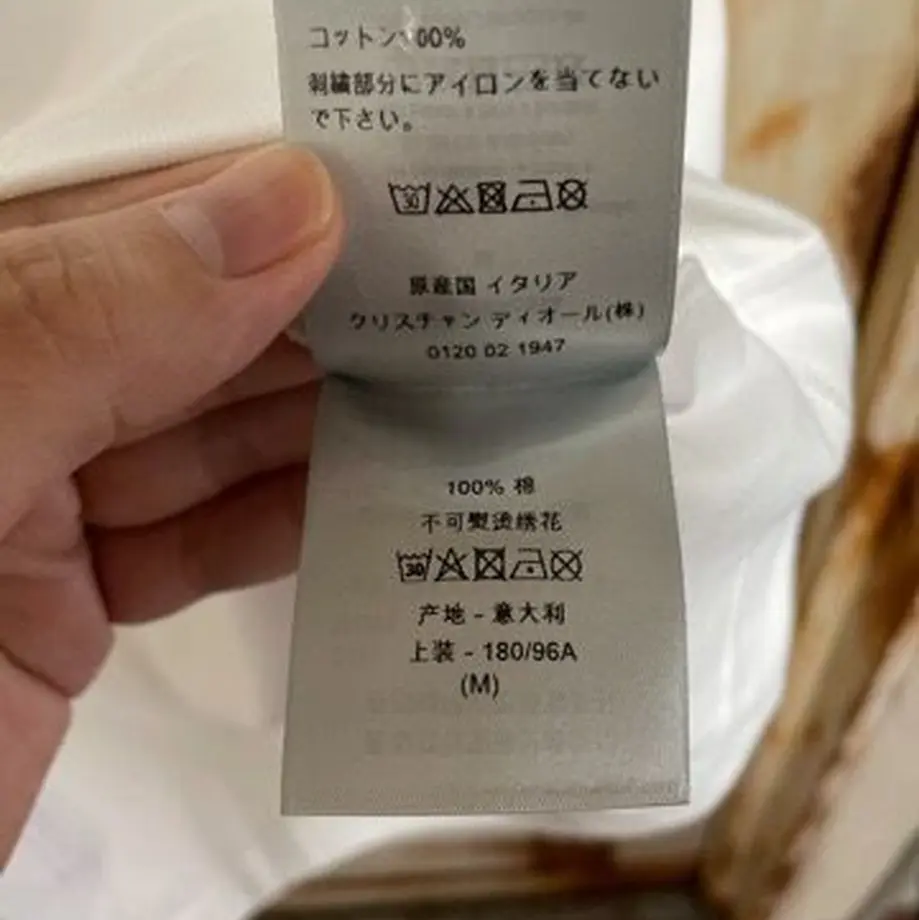 コットン 100%
刺繍部分にアイロンを当てない
で下さい。
30
原産国 イタリア
クリスチャン ディオール(株)
0120 02 1947
100% 棉
不可熨烫绣花
30
产地 - 意大利
上装 - 180/96A
(M)